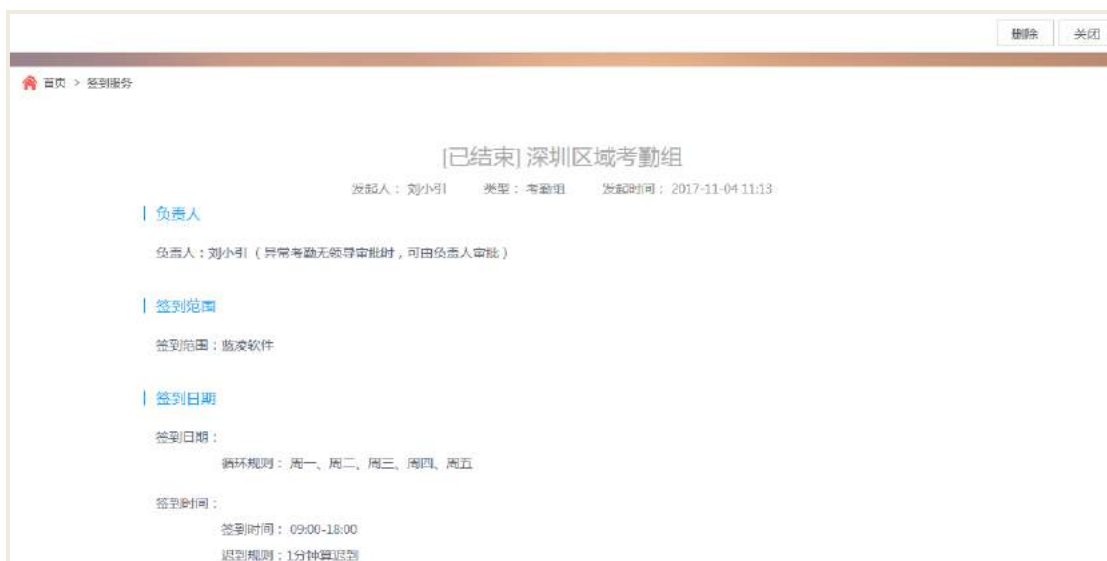 删除 关闭
首页 > 签到服务
[已结束] 深圳区域考勤组
发起人： 刘小引 类型： 考勤组 发起时间： 2017-11-04 11:13
负责人
负责人：刘小引（异常考勤无领导审批时，可由负责人审批）
签到范围
签到范围：蓝凌软件
签到日期
签到日期：
循环规则： 周一、周二、周三、周四、周五
签到时间：
签到时间： 09:00-18:00
迟到规则：1分钟算迟到